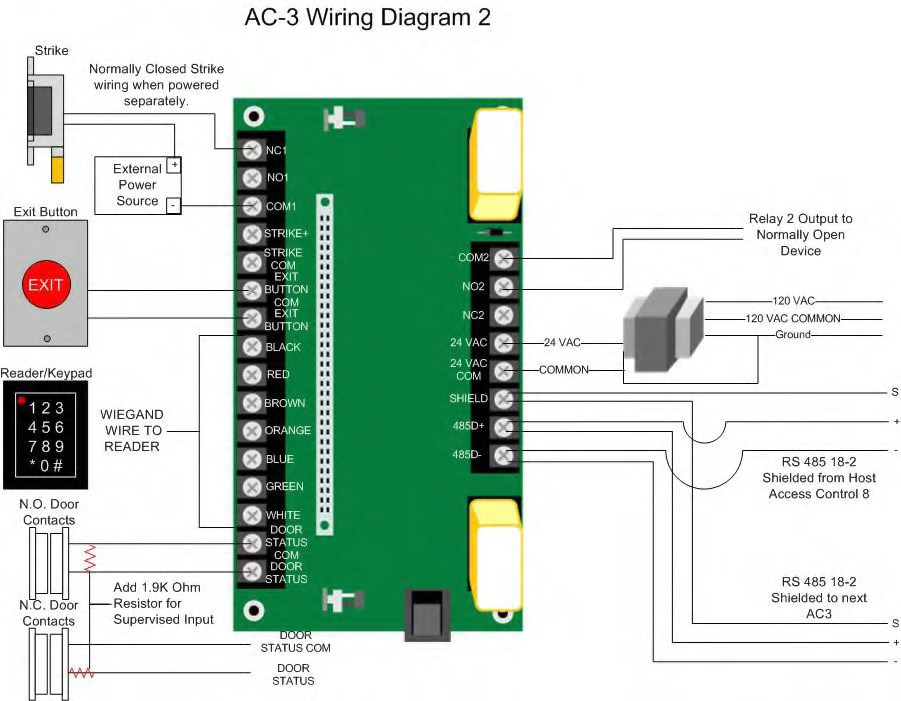 AC-3 Wiring Diagram 2
Strike
Normally Closed Strike
wiring when powered
separately.
External
Power
Source
+
-
Exit Button
EXIT
Reader/Keypad
1 2 3
4 5 6
7 8 9
* 0 #
WIEGAND
WIRE TO
READER
N.O. Door
Contacts
N.C. Door
Contacts
Add 1.9K Ohm
Resistor for
Supervised Input
DOOR
STATUS COM
DOOR
STATUS
NC1
NO1
COM1
STRIKE+
STRIKE
COM
EXIT
BUTTON
COM
EXIT
BUTTON
BLACK
RED
BROWN
ORANGE
BLUE
GREEN
WHITE
DOOR
STATUS
COM
DOOR
STATUS
COM2
NO2
NC2
24 VAC
24 VAC
COM
SHIELD
485D+
485D-
Relay 2 Output to
Normally Open
Device
24 VAC
COMMON
120 VAC
120 VAC COMMON
Ground
S
+
-
RS 485 18-2
Shielded from Host
Access Control 8
RS 485 18-2
Shielded to next
AC3
S
+
-